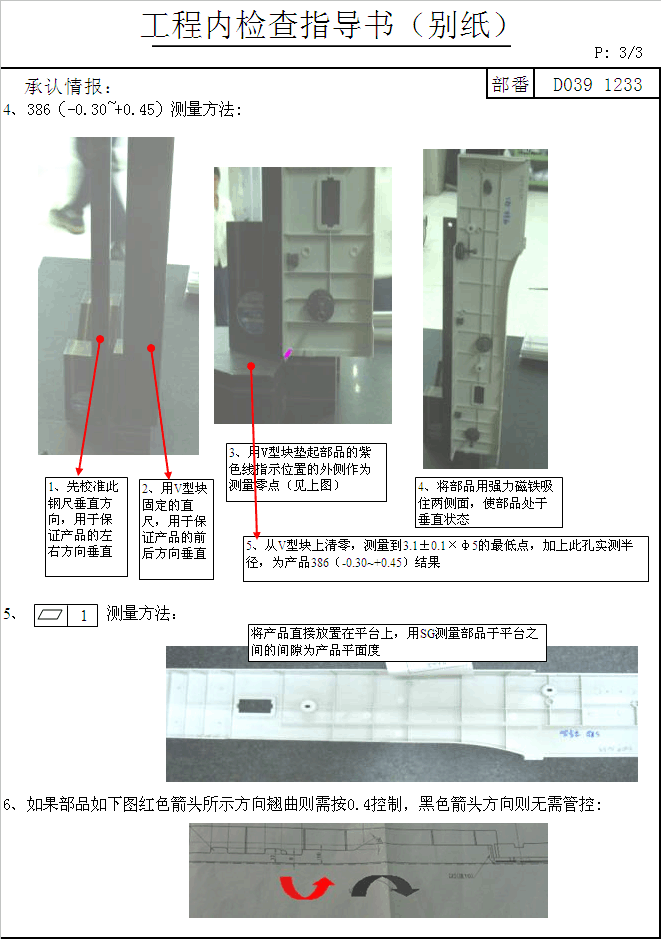 工程内检查指导书（别纸）
P: 3/3
承认情报：
部番
D039 1233
4、386（-0.30~+0.45）测量方法:
1、先校准此
钢尺垂直方
向，用于保
证产品的左
右方向垂直
2、用V型块
固定的直
尺，用于保
证产品的前
后方向垂直
3、用V型块垫起部品的紫
色线指示位置的外侧作为
测量零点（见上图）
4、将部品用强力磁铁吸
住两侧面，使部品处于
垂直状态
5、从V型块上清零，测量到3.1±0.1×φ5的最低点，加上此孔实测半
径，为产品386（-0.30~+0.45）结果
5、 1 测量方法：
将产品直接放置在平台上，用SG测量部品于平台之
间的间隙为产品平面度
6、如果部品如下图红色箭头所示方向翘曲则需按0.4控制，黑色箭头方向则无需管控: